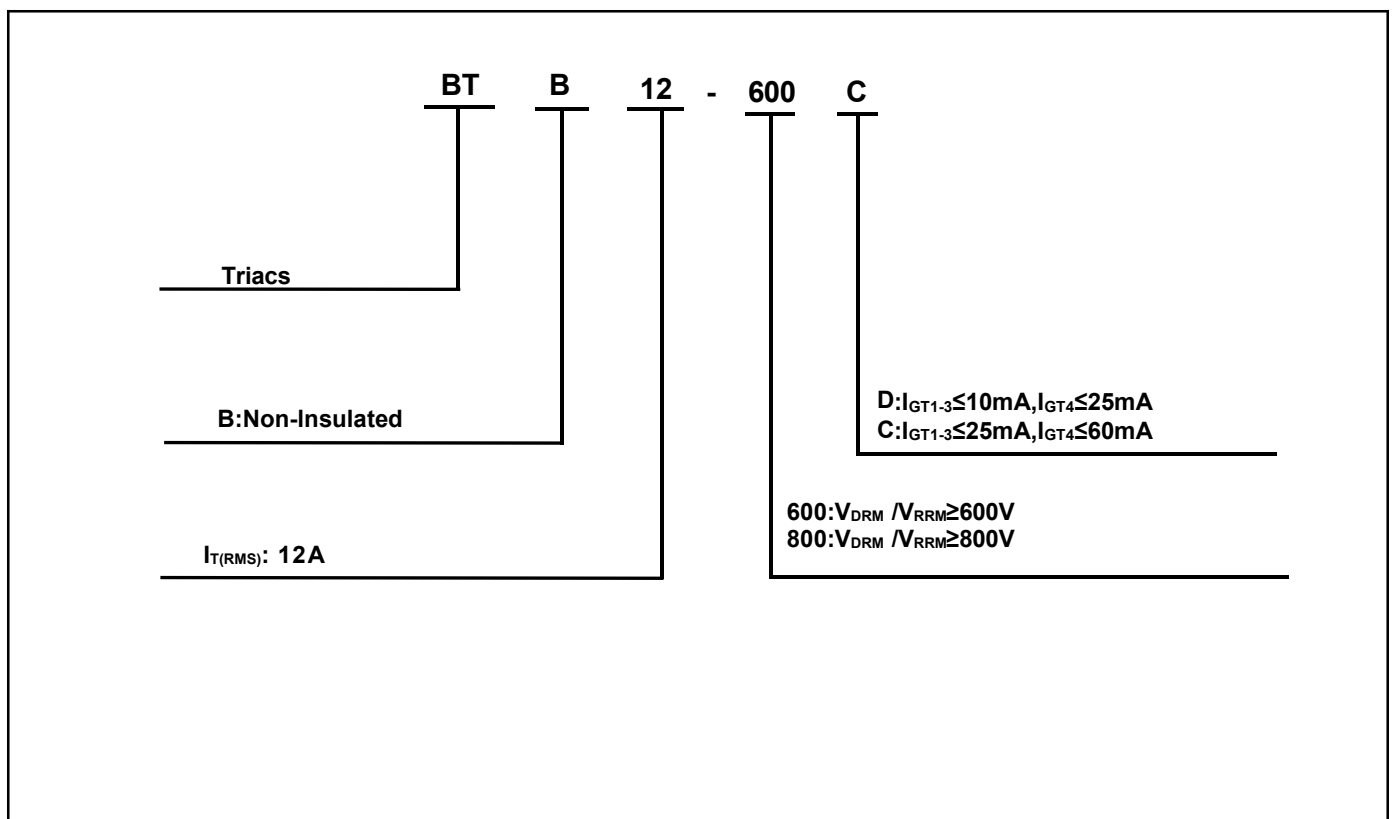 BT B 12 - 600 C
Triacs
B:Non-Insulated
D:IGT1-3≤10mA,IGT4≤25mA
C:IGT1-3≤25mA,IGT4≤60mA
600:VDRM /VRRM≥600V
800:VDRM /VRRM≥800V
IT(RMS): 12A